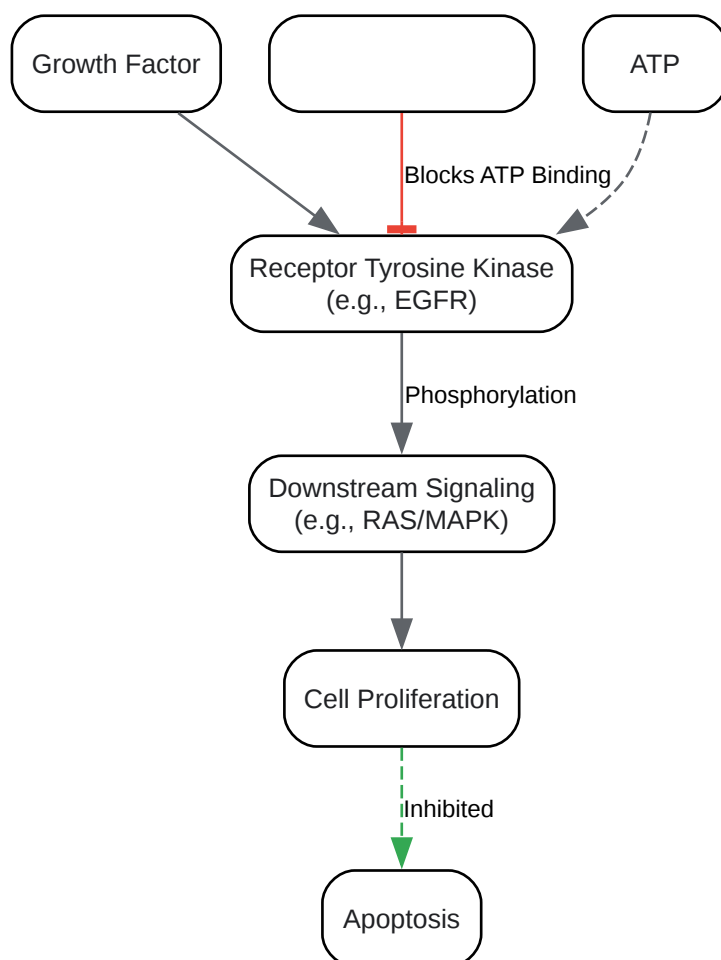 Growth Factor
ATP
Blocks ATP Binding
Receptor Tyrosine Kinase
(e.g., EGFR)
Phosphorylation
Downstream Signaling
(e.g., RAS/MAPK)
Cell Proliferation
Inhibited
Apoptosis